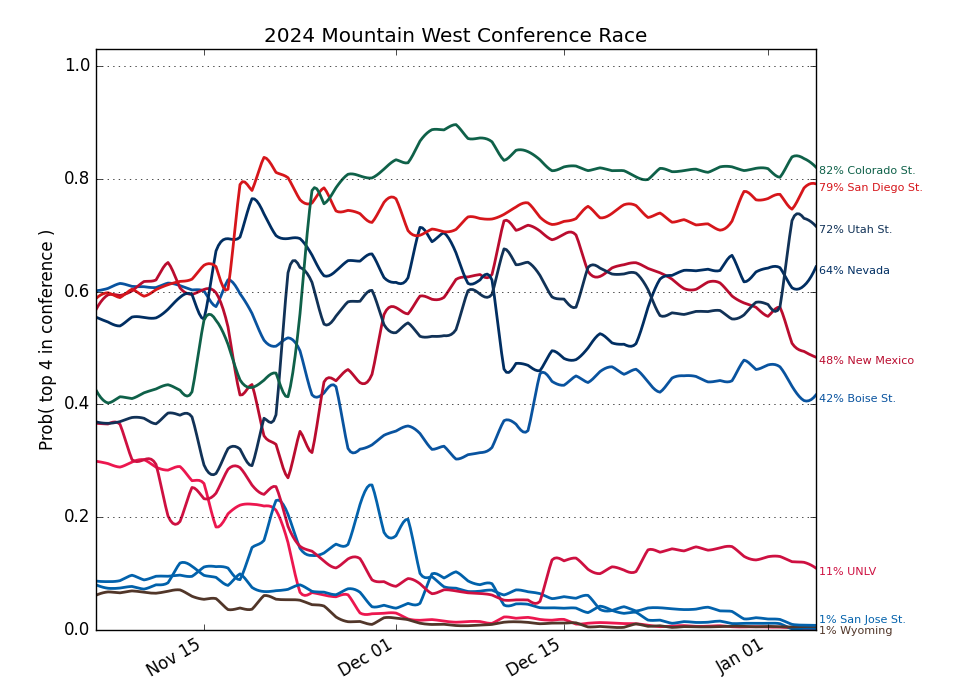 2024 Mountain West Conference Race
Prob( top 4 in conference )
1.0
0.8
0.6
0.4
0.2
0.0
Nov 15
Dec 01
Dec 15
Jan 01
82% Colorado St.
79% San Diego St.
72% Utah St.
64% Nevada
48% New Mexico
42% Boise St.
11% UNLV
1% San Jose St.
1% Wyoming